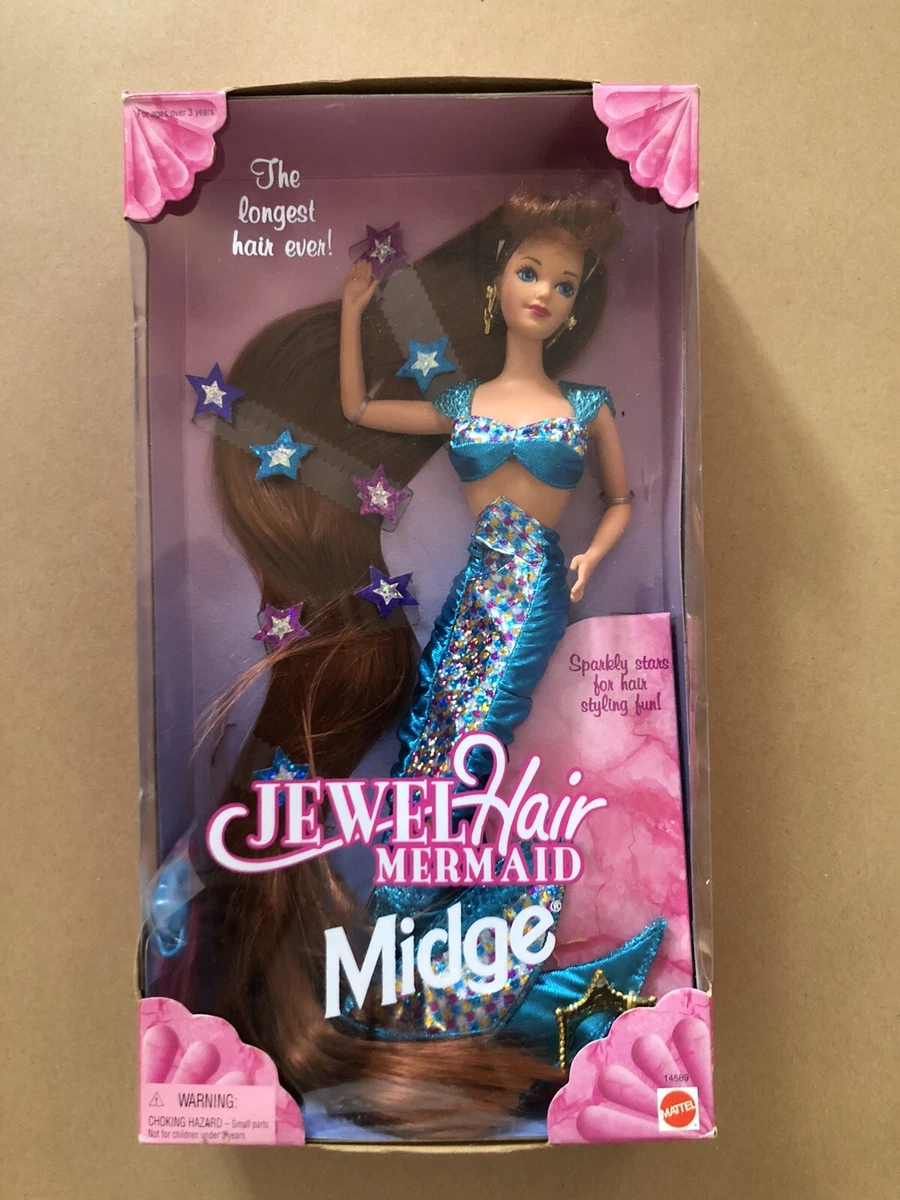 For ages over 3 years
The
longest
hair ever!
Sparkly stars
for hair
styling fun!
JEWEL Hair
MERMAID
Midge®
14589
MATTEL
⚠ WARNING:
CHOKING HAZARD – Small parts
Not for children under 3 years.